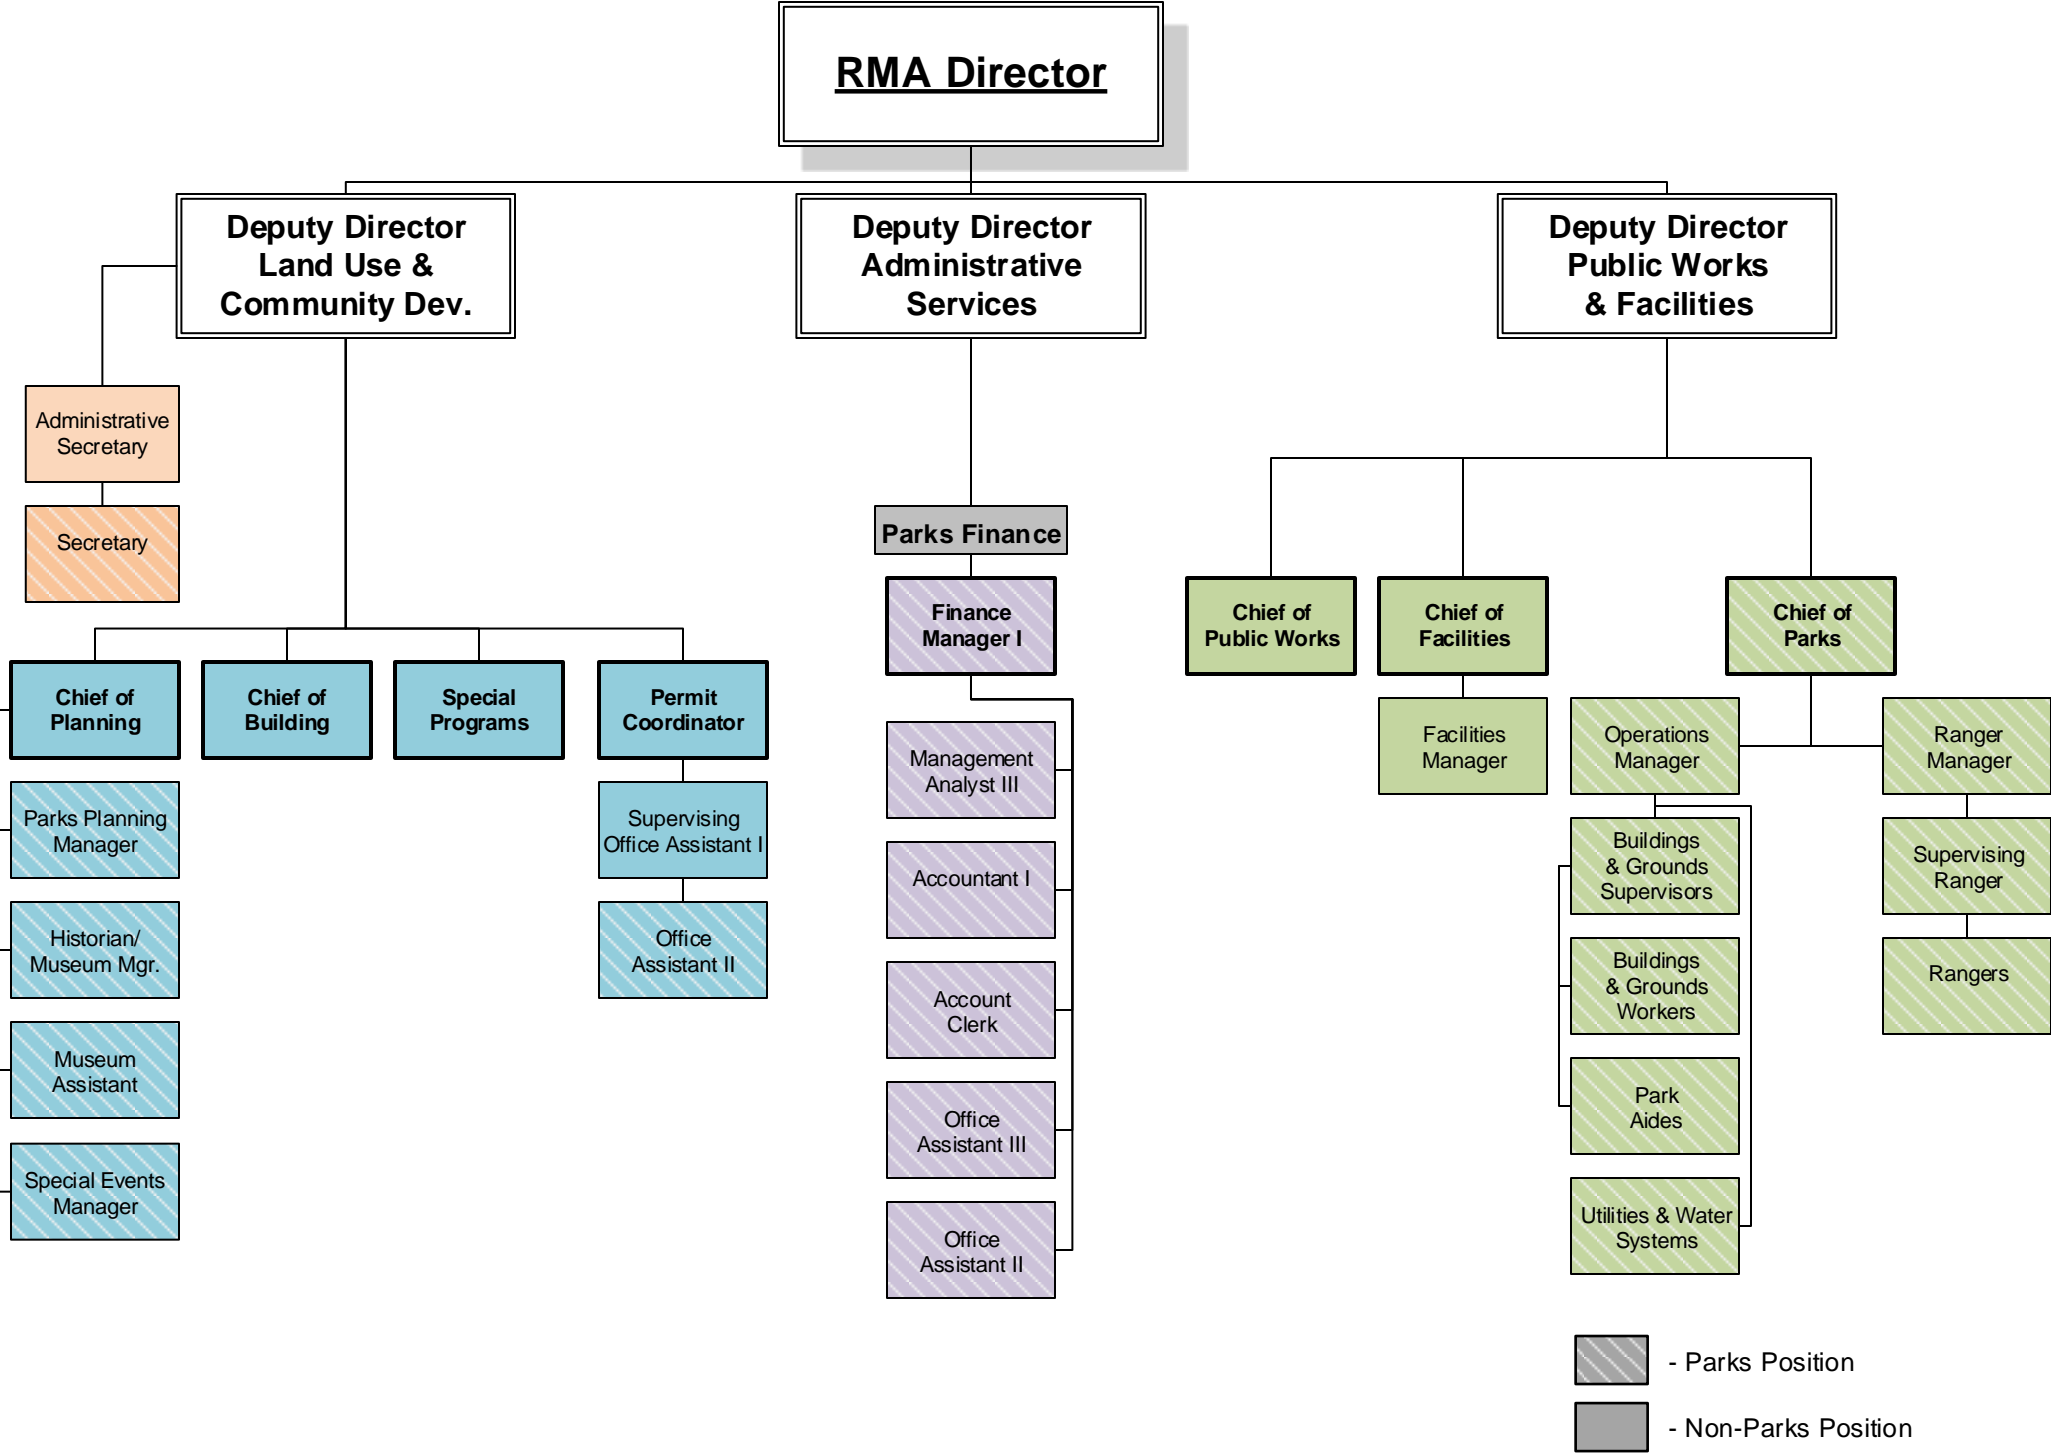 RMA Director
Deputy Director
Land Use &
Community Dev.
Deputy Director
Administrative
Services
Deputy Director
Public Works
& Facilities
Administrative
Secretary
Secretary
Parks Finance
Chief of
Planning
Chief of
Building
Special
Programs
Permit
Coordinator
Parks Planning
Manager
Historian/
Museum Mgr.
Museum
Assistant
Special Events
Manager
Supervising
Office Assistant I
Office
Assistant II
Finance
Manager I
Management
Analyst III
Accountant I
Account
Clerk
Office
Assistant III
Office
Assistant II
Chief of
Public Works
Chief of
Facilities
Chief of
Parks
Facilities
Manager
Operations
Manager
Ranger
Manager
Buildings
& Grounds
Supervisors
Buildings
& Grounds
Workers
Park
Aides
Utilities & Water
Systems
Supervising
Ranger
Rangers
- Parks Position
- Non-Parks Position